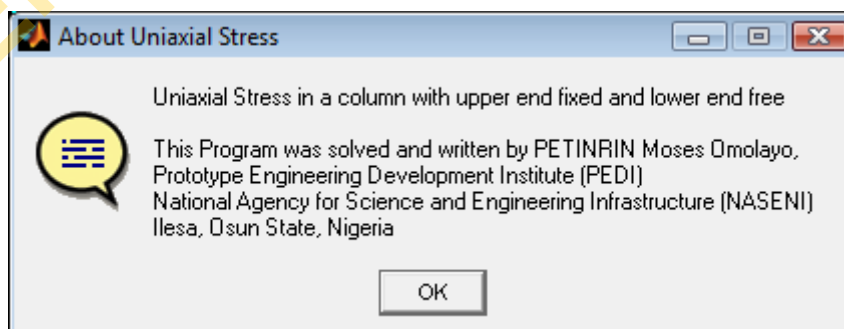 About Uniaxial Stress
Uniaxial Stress in a column with upper end fixed and lower end free
This Program was solved and written by PETINRIN Moses Omolayo,
Prototype Engineering Development Institute (PEDI)
National Agency for Science and Engineering Infrastructure (NASENI)
Ilesa, Osun State, Nigeria
OK